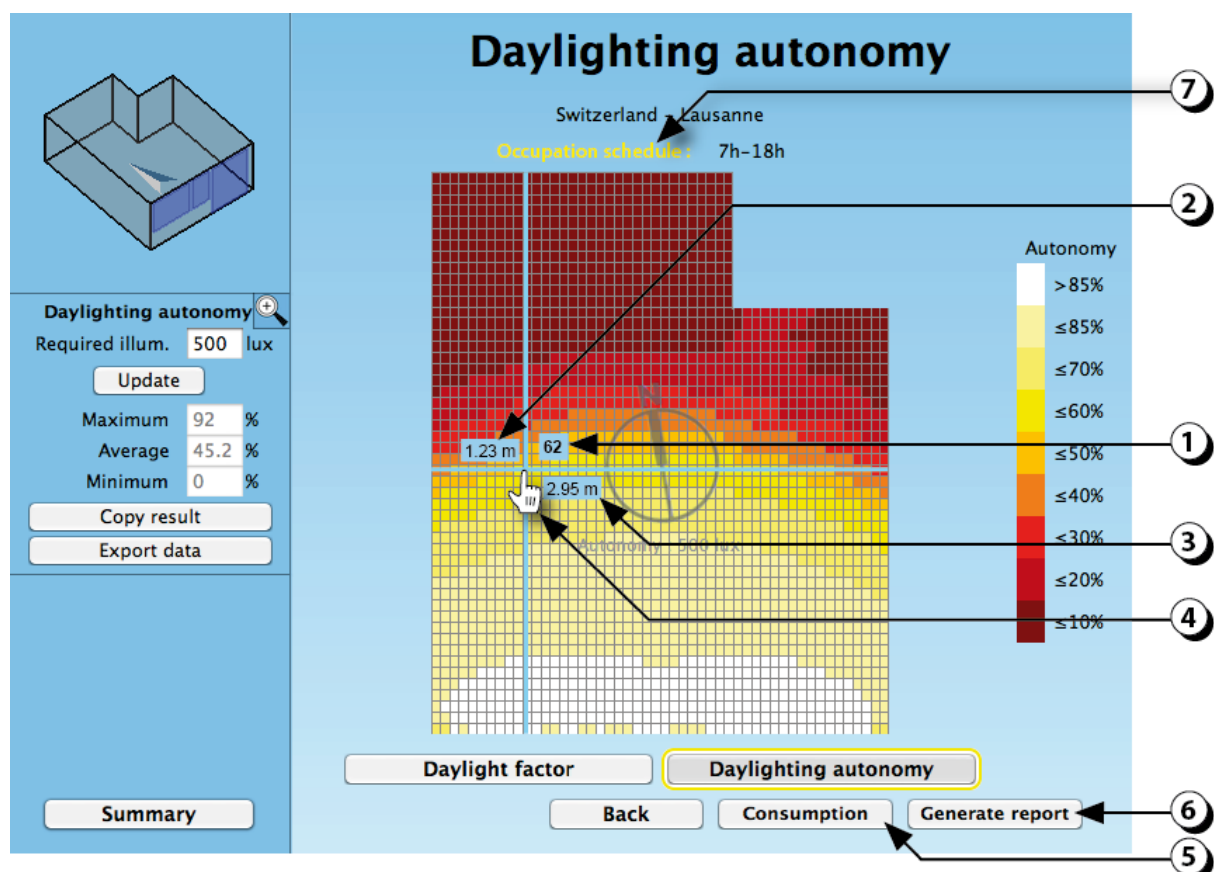 Daylighting autonomy
Switzerland - Lausanne
Occupation schedule : 7h-18h
7
2
Autonomy
>85%
≤85%
≤70%
≤60%
≤50%
≤40%
≤30%
≤20%
≤10%
Daylighting autonomy
Required illum. 500 lux
Update
Maximum 92 %
Average 45.2 %
Minimum 0 %
Copy result
Export data
N
1.23 m 62
1
2.95 m
Autonomy 500 lux
3
4
Daylight factor Daylighting autonomy
Summary Back Consumption Generate report
6
5